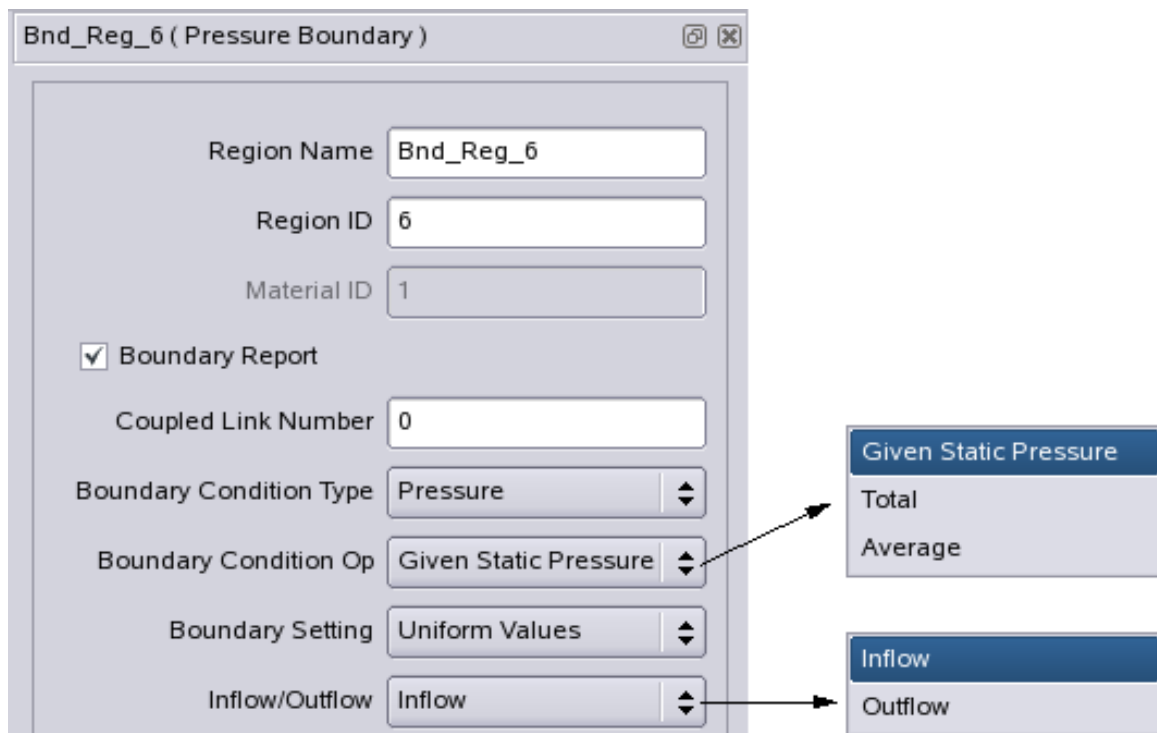 Bnd_Reg_6 ( Pressure Boundary )
Region Name Bnd_Reg_6
Region ID 6
Material ID 1
Boundary Report
Coupled Link Number 0
Boundary Condition Type Pressure
Boundary Condition Op Given Static Pressure
Boundary Setting Uniform Values
Inflow/Outflow Inflow
Given Static Pressure
Total
Average
Inflow
Outflow